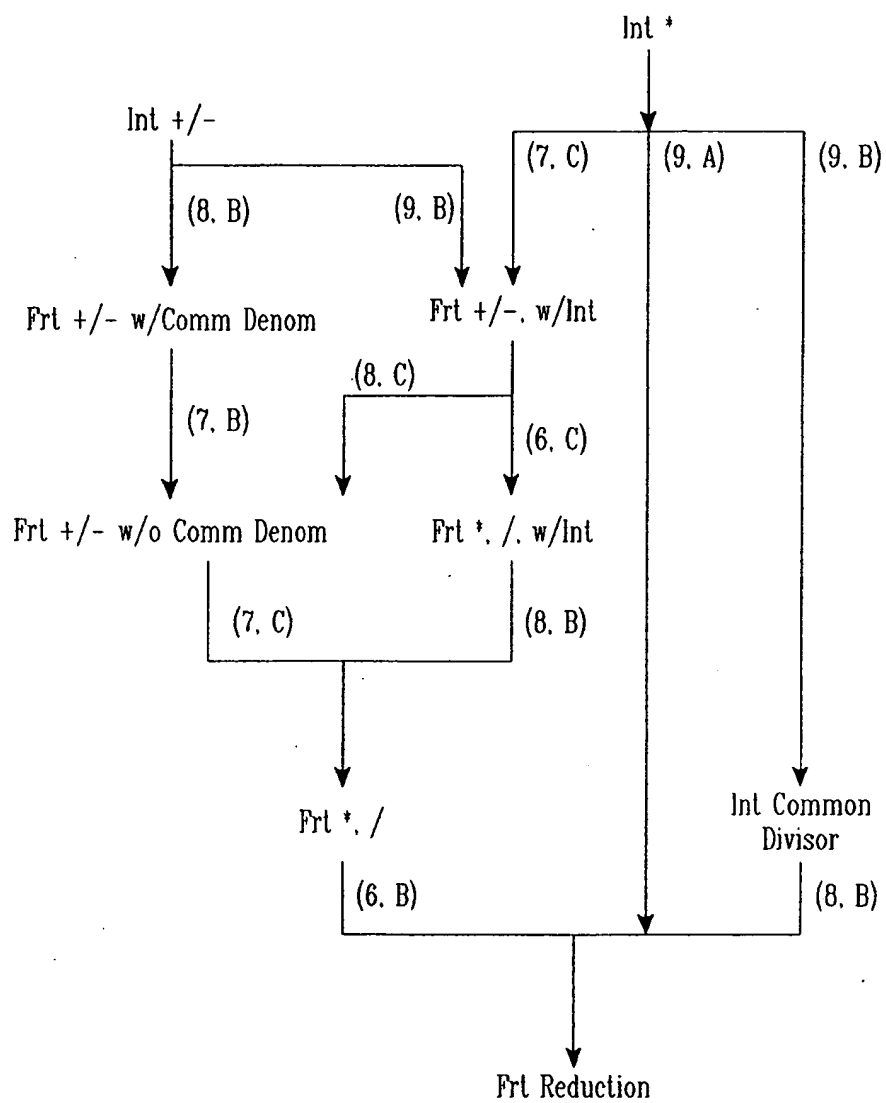 Int *
Int +/-
(7, C)
(9, A)
(9, B)
(8, B)
(9, B)
Frt +/- w/Comm Denom
Frt +/-, w/Int
(8, C)
(7, B)
(6, C)
Frt +/- w/o Comm Denom
Frt *, /, w/Int
(7, C)
(8, B)
Frt *, /
Int Common
Divisor
(6, B)
(8, B)
Frt Reduction